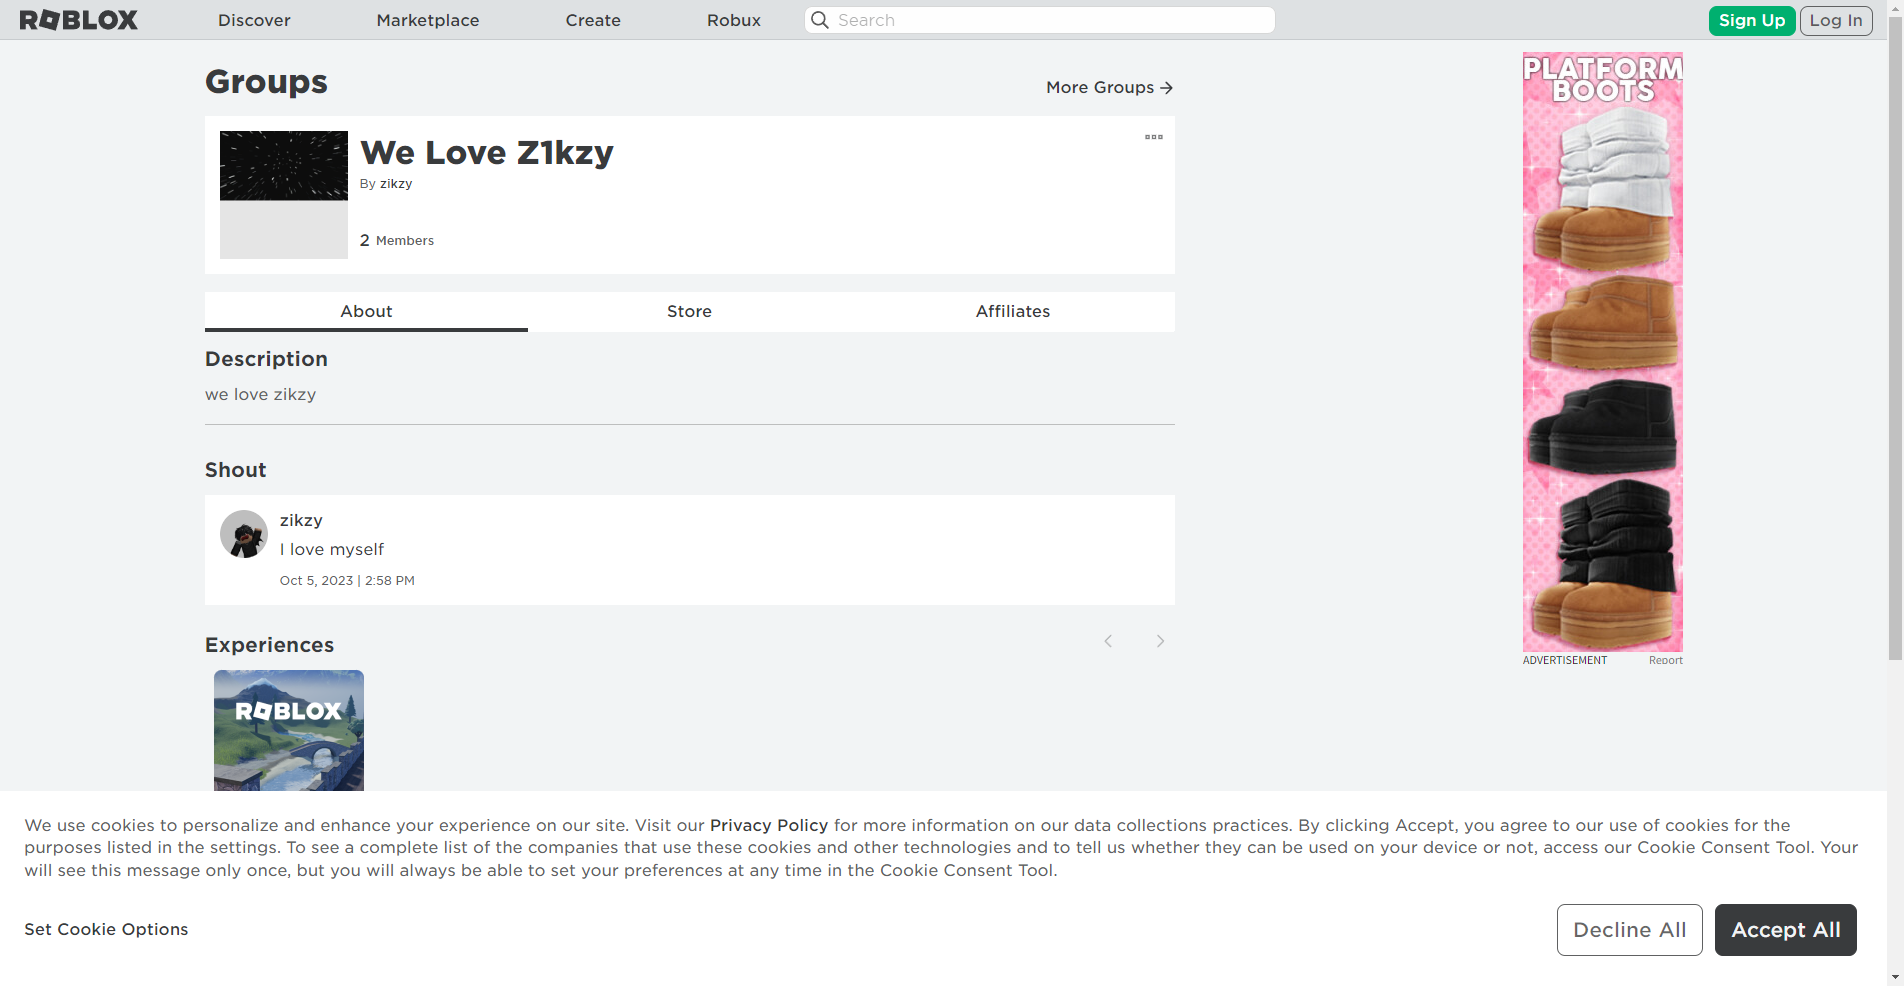 ROBLOX
Discover
Marketplace
Create
Robux
Search
Sign Up
Log In
Groups
More Groups →
We Love Z1kzy
By zikzy
2 Members
About
Store
Affiliates
Description
we love zikzy
Shout
zikzy
I love myself
Oct 5, 2023 | 2:58 PM
Experiences
ROBLOX
PLATFORM
BOOTS
ADVERTISEMENT
Report
We use cookies to personalize and enhance your experience on our site. Visit our Privacy Policy for more information on our data collections practices. By clicking Accept, you agree to our use of cookies for the
purposes listed in the settings. To see a complete list of the companies that use these cookies and other technologies and to tell us whether they can be used on your device or not, access our Cookie Consent Tool. Your
will see this message only once, but you will always be able to set your preferences at any time in the Cookie Consent Tool.
Set Cookie Options
Decline All
Accept All